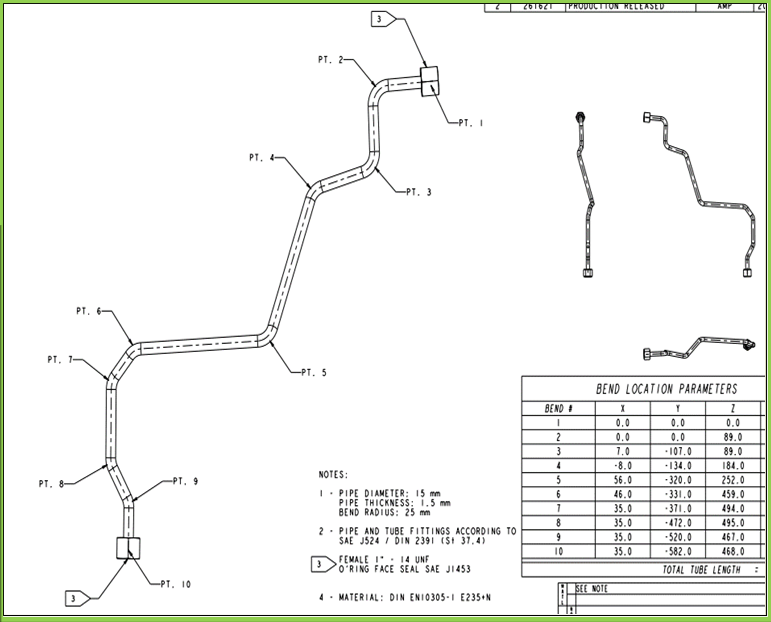 2 261621 PRODUCTION RELEASED AMP
3
PT. 2
PT. 1
PT. 4
PT. 3
PT. 6
PT. 7
PT. 5
PT. 8
PT. 9
PT. 10
3
NOTES:
1 - PIPE DIAMETER: 15 mm
PIPE THICKNESS: 1.5 mm
BEND RADIUS: 25 mm
2 - PIPE AND TUBE FITTINGS ACCORDING TO
SAE J524 / DIN 2391 (St 37.4)
3 FEMALE 1" - 14 UNF
O'RING FACE SEAL SAE J1453
4 - MATERIAL: DIN EN10305-1 E235+N
BEND LOCATION PARAMETERS
BEND # X Y Z
1 0.0 0.0 0.0
2 0.0 0.0 89.0
3 7.0 -107.0 89.0
4 -8.0 -134.0 184.0
5 56.0 -320.0 252.0
6 46.0 -331.0 459.0
7 35.0 -371.0 494.0
8 35.0 -472.0 495.0
9 35.0 -520.0 467.0
10 35.0 -582.0 468.0
TOTAL TUBE LENGTH =
SEE NOTE